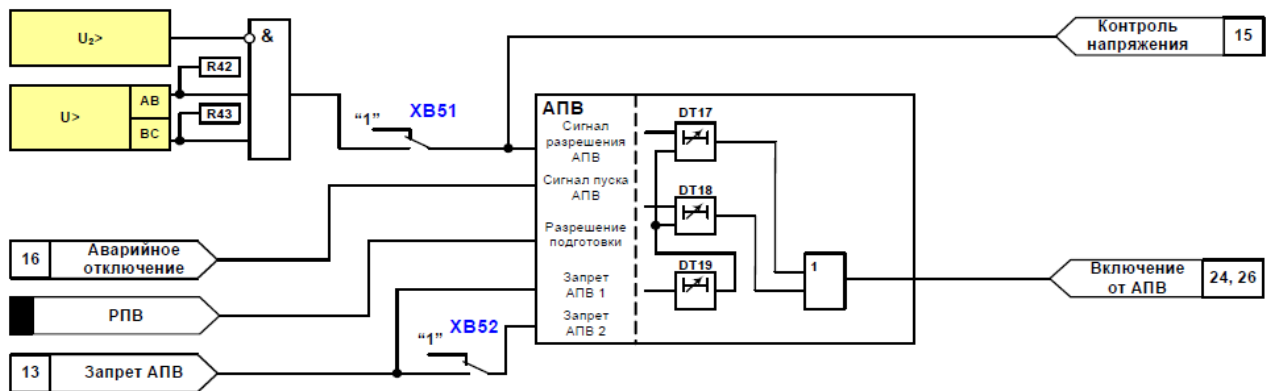 U₂>
&
R42
U>
AB
R43
BC
"1"
XB51
Контроль
напряжения
15
АПВ
Сигнал
разрешения
АПВ
DT17
Сигнал пуска
АПВ
DT18
Разрешение
подготовки
DT19
Запрет
АПВ 1
Запрет
АПВ 2
1
Включение
от АПВ
24, 26
16
Аварийное
отключение
РПВ
"1"
XB52
13
Запрет АПВ